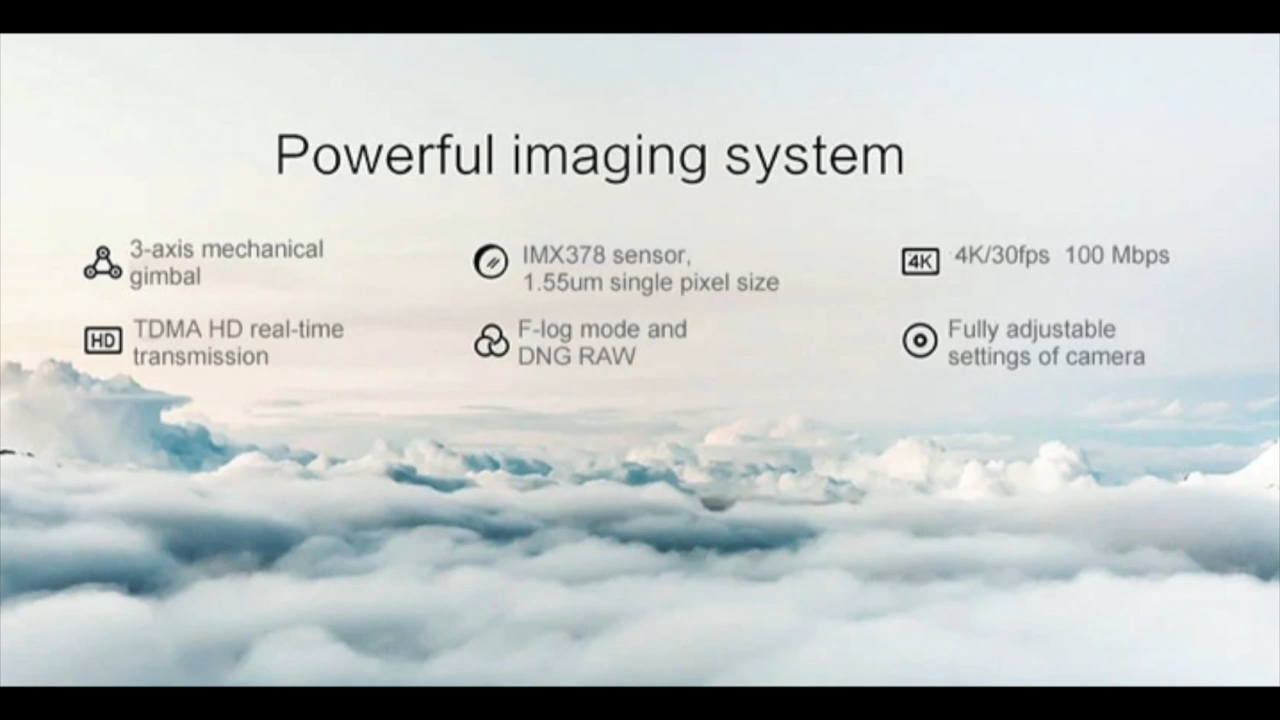 Powerful imaging system
3-axis mechanical
gimbal
IMX378 sensor,
1.55um single pixel size
4K
4K/30fps 100 Mbps
HD
TDMA HD real-time
transmission
F-log mode and
DNG RAW
Fully adjustable
settings of camera